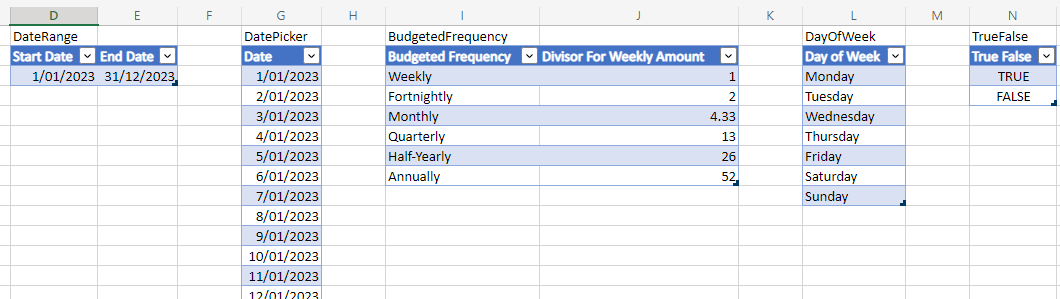 D E F G H I J K L M N
DateRange DatePicker BudgetedFrequency DayOfWeek TrueFalse
Start Date End Date Date Budgeted Frequency Divisor For Weekly Amount Day of Week True False
1/01/2023 31/12/2023 1/01/2023 Weekly 1 Monday TRUE
2/01/2023 Fortnightly 2 Tuesday FALSE
3/01/2023 Monthly 4.33 Wednesday
4/01/2023 Quarterly 13 Thursday
5/01/2023 Half-Yearly 26 Friday
6/01/2023 Annually 52 Saturday
7/01/2023 Sunday
8/01/2023
9/01/2023
10/01/2023
11/01/2023
12/01/2023